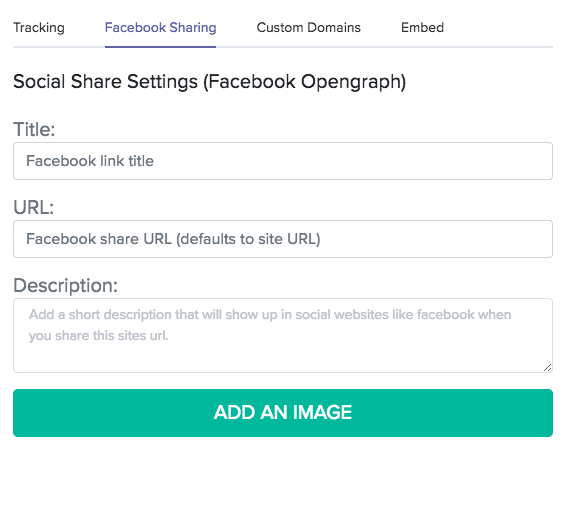 Tracking Facebook Sharing Custom Domains Embed
Social Share Settings (Facebook Opengraph)
Title:
Facebook link title
URL:
Facebook share URL (defaults to site URL)
Description:
Add a short description that will show up in social websites like facebook when
you share this sites url.
ADD AN IMAGE